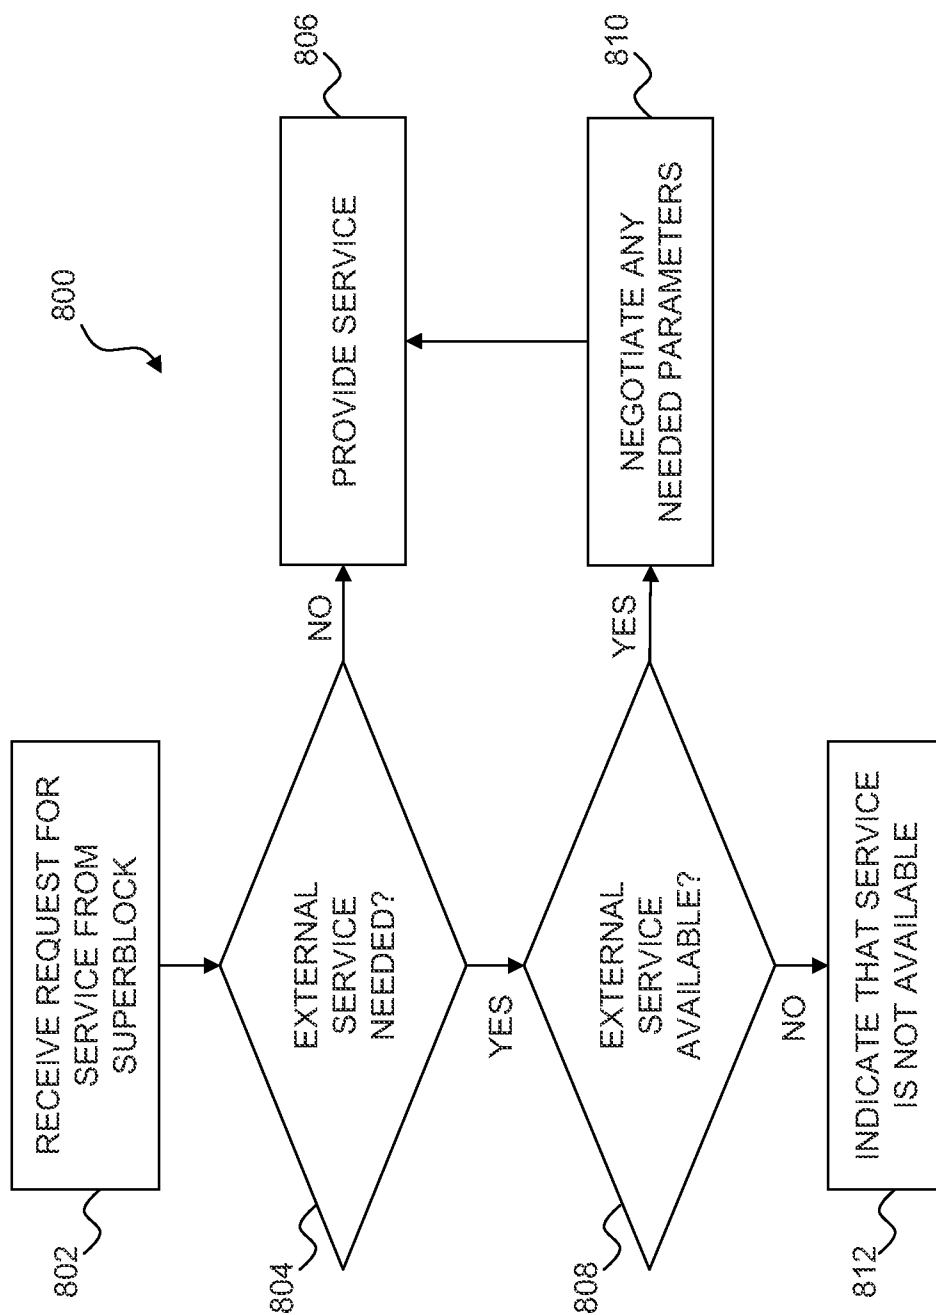 800
802
RECEIVE REQUEST FOR
SERVICE FROM
SUPERBLOCK
804
EXTERNAL
SERVICE
NEEDED?
NO
PROVIDE SERVICE
806
YES
808
EXTERNAL
SERVICE
AVAILABLE?
YES
NEGOTIATE ANY
NEEDED PARAMETERS
810
NO
812
INDICATE THAT SERVICE
IS NOT AVAILABLE